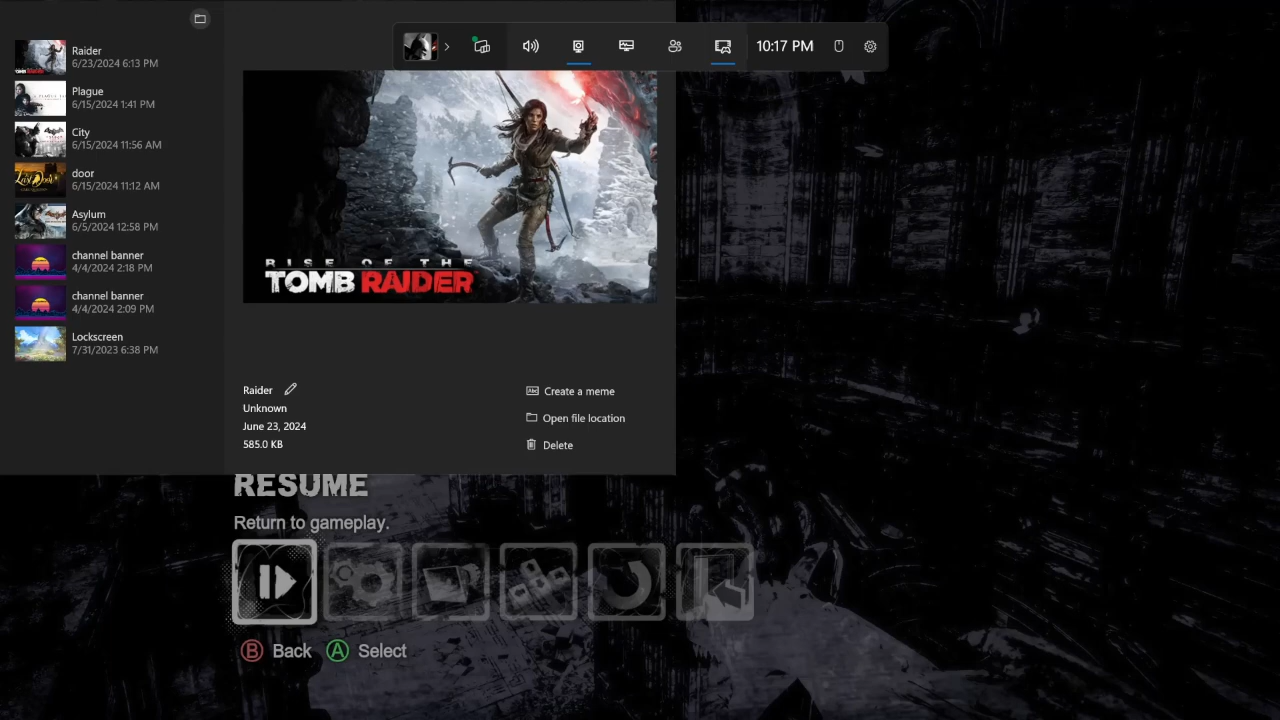 10:17 PM
Raider
6/23/2024 6:13 PM
Plague
6/15/2024 1:41 PM
City
6/15/2024 11:56 AM
door
6/15/2024 11:12 AM
Asylum
6/5/2024 12:58 PM
channel banner
4/4/2024 2:18 PM
channel banner
4/4/2024 2:09 PM
Lockscreen
7/31/2023 6:38 PM
RISE OF THE
TOMB RAIDER
Raider
Unknown
June 23, 2024
585.0 KB
Create a meme
Open file location
Delete
RESUME
Return to gameplay.
B Back A Select